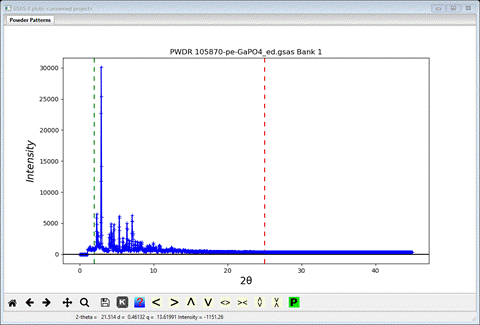 GSAS-II plots: <unnamed project>
Powder Patterns
PWDR 105870-pe-GaPO4_ed.gsas Bank 1
30000
25000
20000
15000
10000
5000
0
Intensity
0 10 20 30 40
2θ
K P
2-theta = 21.514 d= 0.46132 q = 13.61991 Intensity = -1151.26